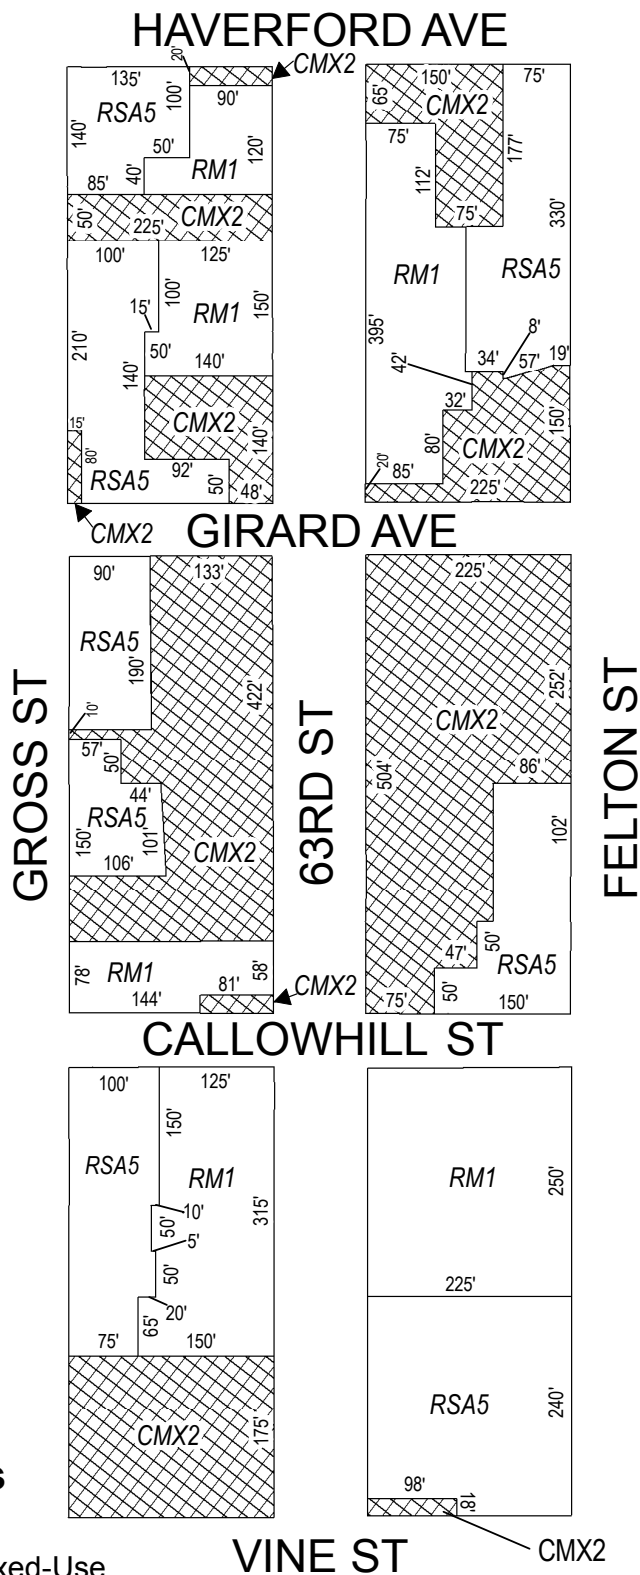 HAVERFORD AVE
20'
CMX2
135'
100'
90'
RSA5
140'
50'
120'
40'
RM1
85'
50'
CMX2
225'
100'
125'
100'
RM1
150'
15'
210'
50'
140'
140'
CMX2
140'
15'
80'
92'
RSA5
50'
48'
CMX2
150'
75'
65'
CMX2
75'
177'
112'
330'
75'
RM1
RSA5
395'
8'
42'
34'
57'
19'
32'
150'
80'
CMX2
20'
85'
225'
GIRARD AVE
90'
133'
RSA5
190'
422'
10'
57'
50'
44'
RSA5
150'
101'
CMX2
106'
RM1
78'
58'
81'
CMX2
144'
225'
252'
CMX2
504'
86'
102'
47'
50'
RSA5
75'
50'
150'
GROSS ST
63RD ST
FELTON ST
CALLOWHILL ST
100'
125'
150'
RSA5
RM1
10'
315'
50'
5'
50'
20'
65'
75'
150'
CMX2
175'
RM1
250'
225'
RSA5
240'
98'
18'
CMX2
s
VINE ST
xed-Use